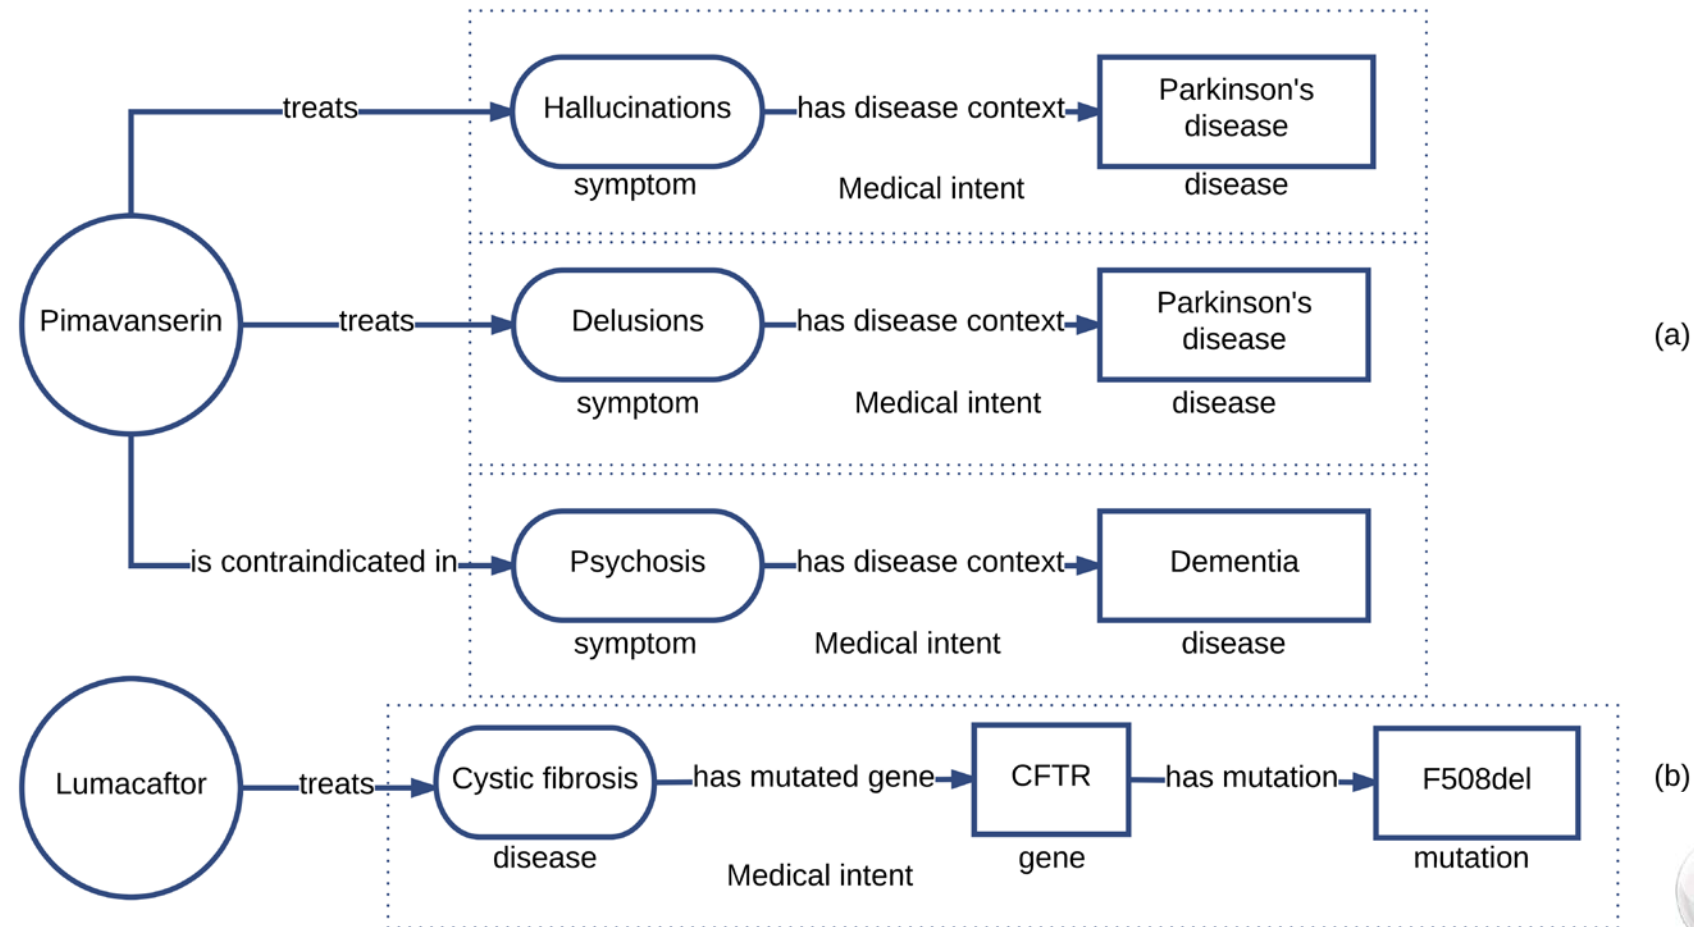 treats
Hallucinations
has disease context
Parkinson's
disease
symptom
Medical intent
disease
Pimavanserin
treats
Delusions
has disease context
Parkinson's
disease
(a)
symptom
Medical intent
disease
is contraindicated in
Psychosis
has disease context
Dementia
symptom
Medical intent
disease
Lumacaftor
treats
Cystic fibrosis
has mutated gene
CFTR
has mutation
F508del
(b)
disease
Medical intent
gene
mutation